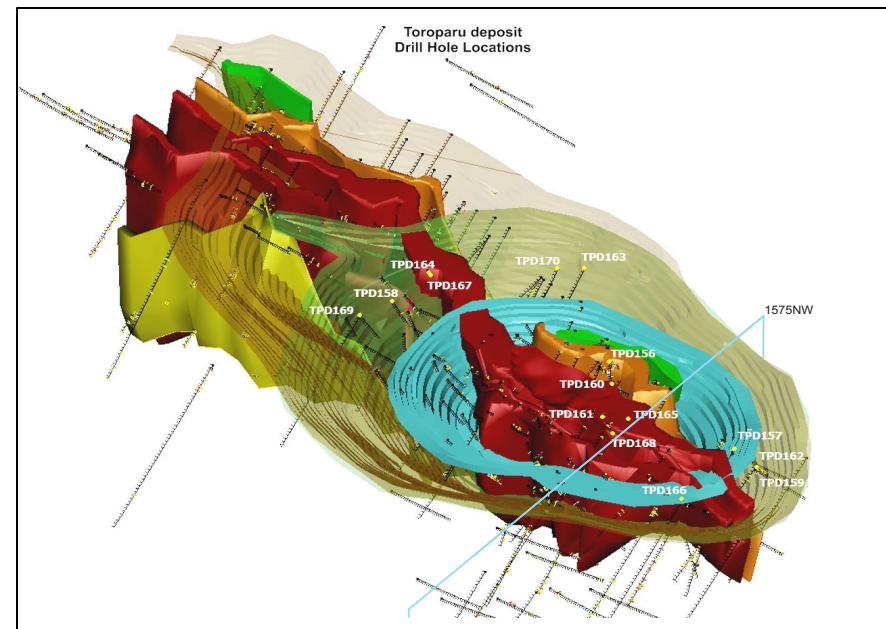 Toroparu deposit
Drill Hole Locations
TPD164
TPD170
TPD163
TPD167
TPD158
TPD169
1575NW
TPD156
TPD160
TPD161
TPD165
TPD168
TPD157
TPD162
TPD159
TPD166